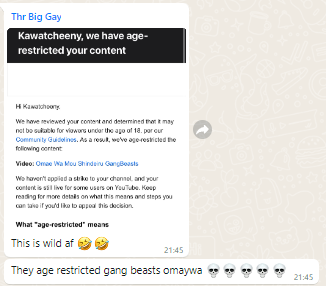 Thr Big Gay
Kawatcheeny, we have age-
restricted your content
Hi Kawatcheeny,
We have reviewed your content and determined that it may
not be suitable for viewers under the age of 18, per our
Community Guidelines. As a result, we've age-restricted the
following content:
Video: Omae Wa Mou Shindeiru GangBeasts
We haven't applied a strike to your channel, and your
content is still live for some users on YouTube. Keep
reading for more details on what this means and steps you
can take if you'd like to appeal this decision.
What "age-restricted" means
This is wild af 🤣🤣
21:45
They age restricted gang beasts omaywa 💀💀💀💀💀
21:45